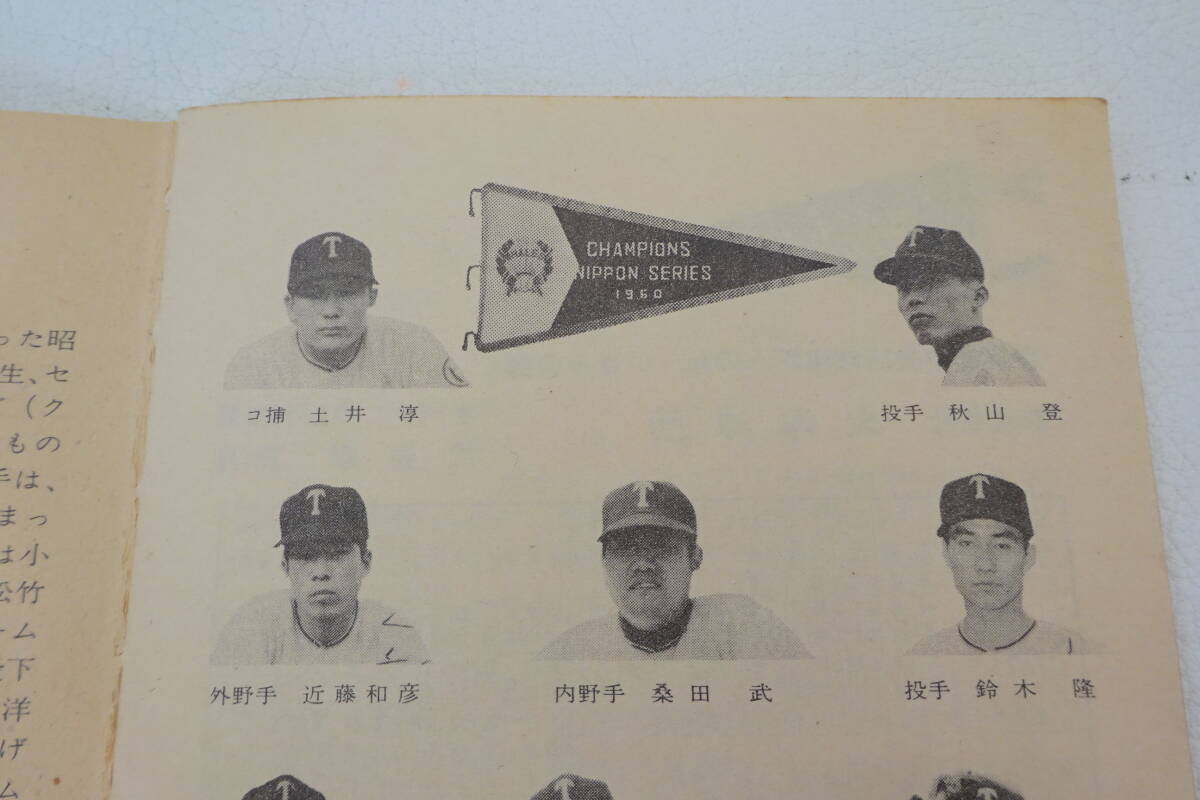 った昭
生、セ
（ク
もの
手は、
まっ
は小
松竹
ーム
下
洋
げ
ム
CHAMPIONS
NIPPON SERIES
1960
T
T
コ捕 土井 淳
投手 秋山 登
T
T
T
外野手 近藤和彦
内野手 桑田 武
投手 鈴木 隆
T
T
T